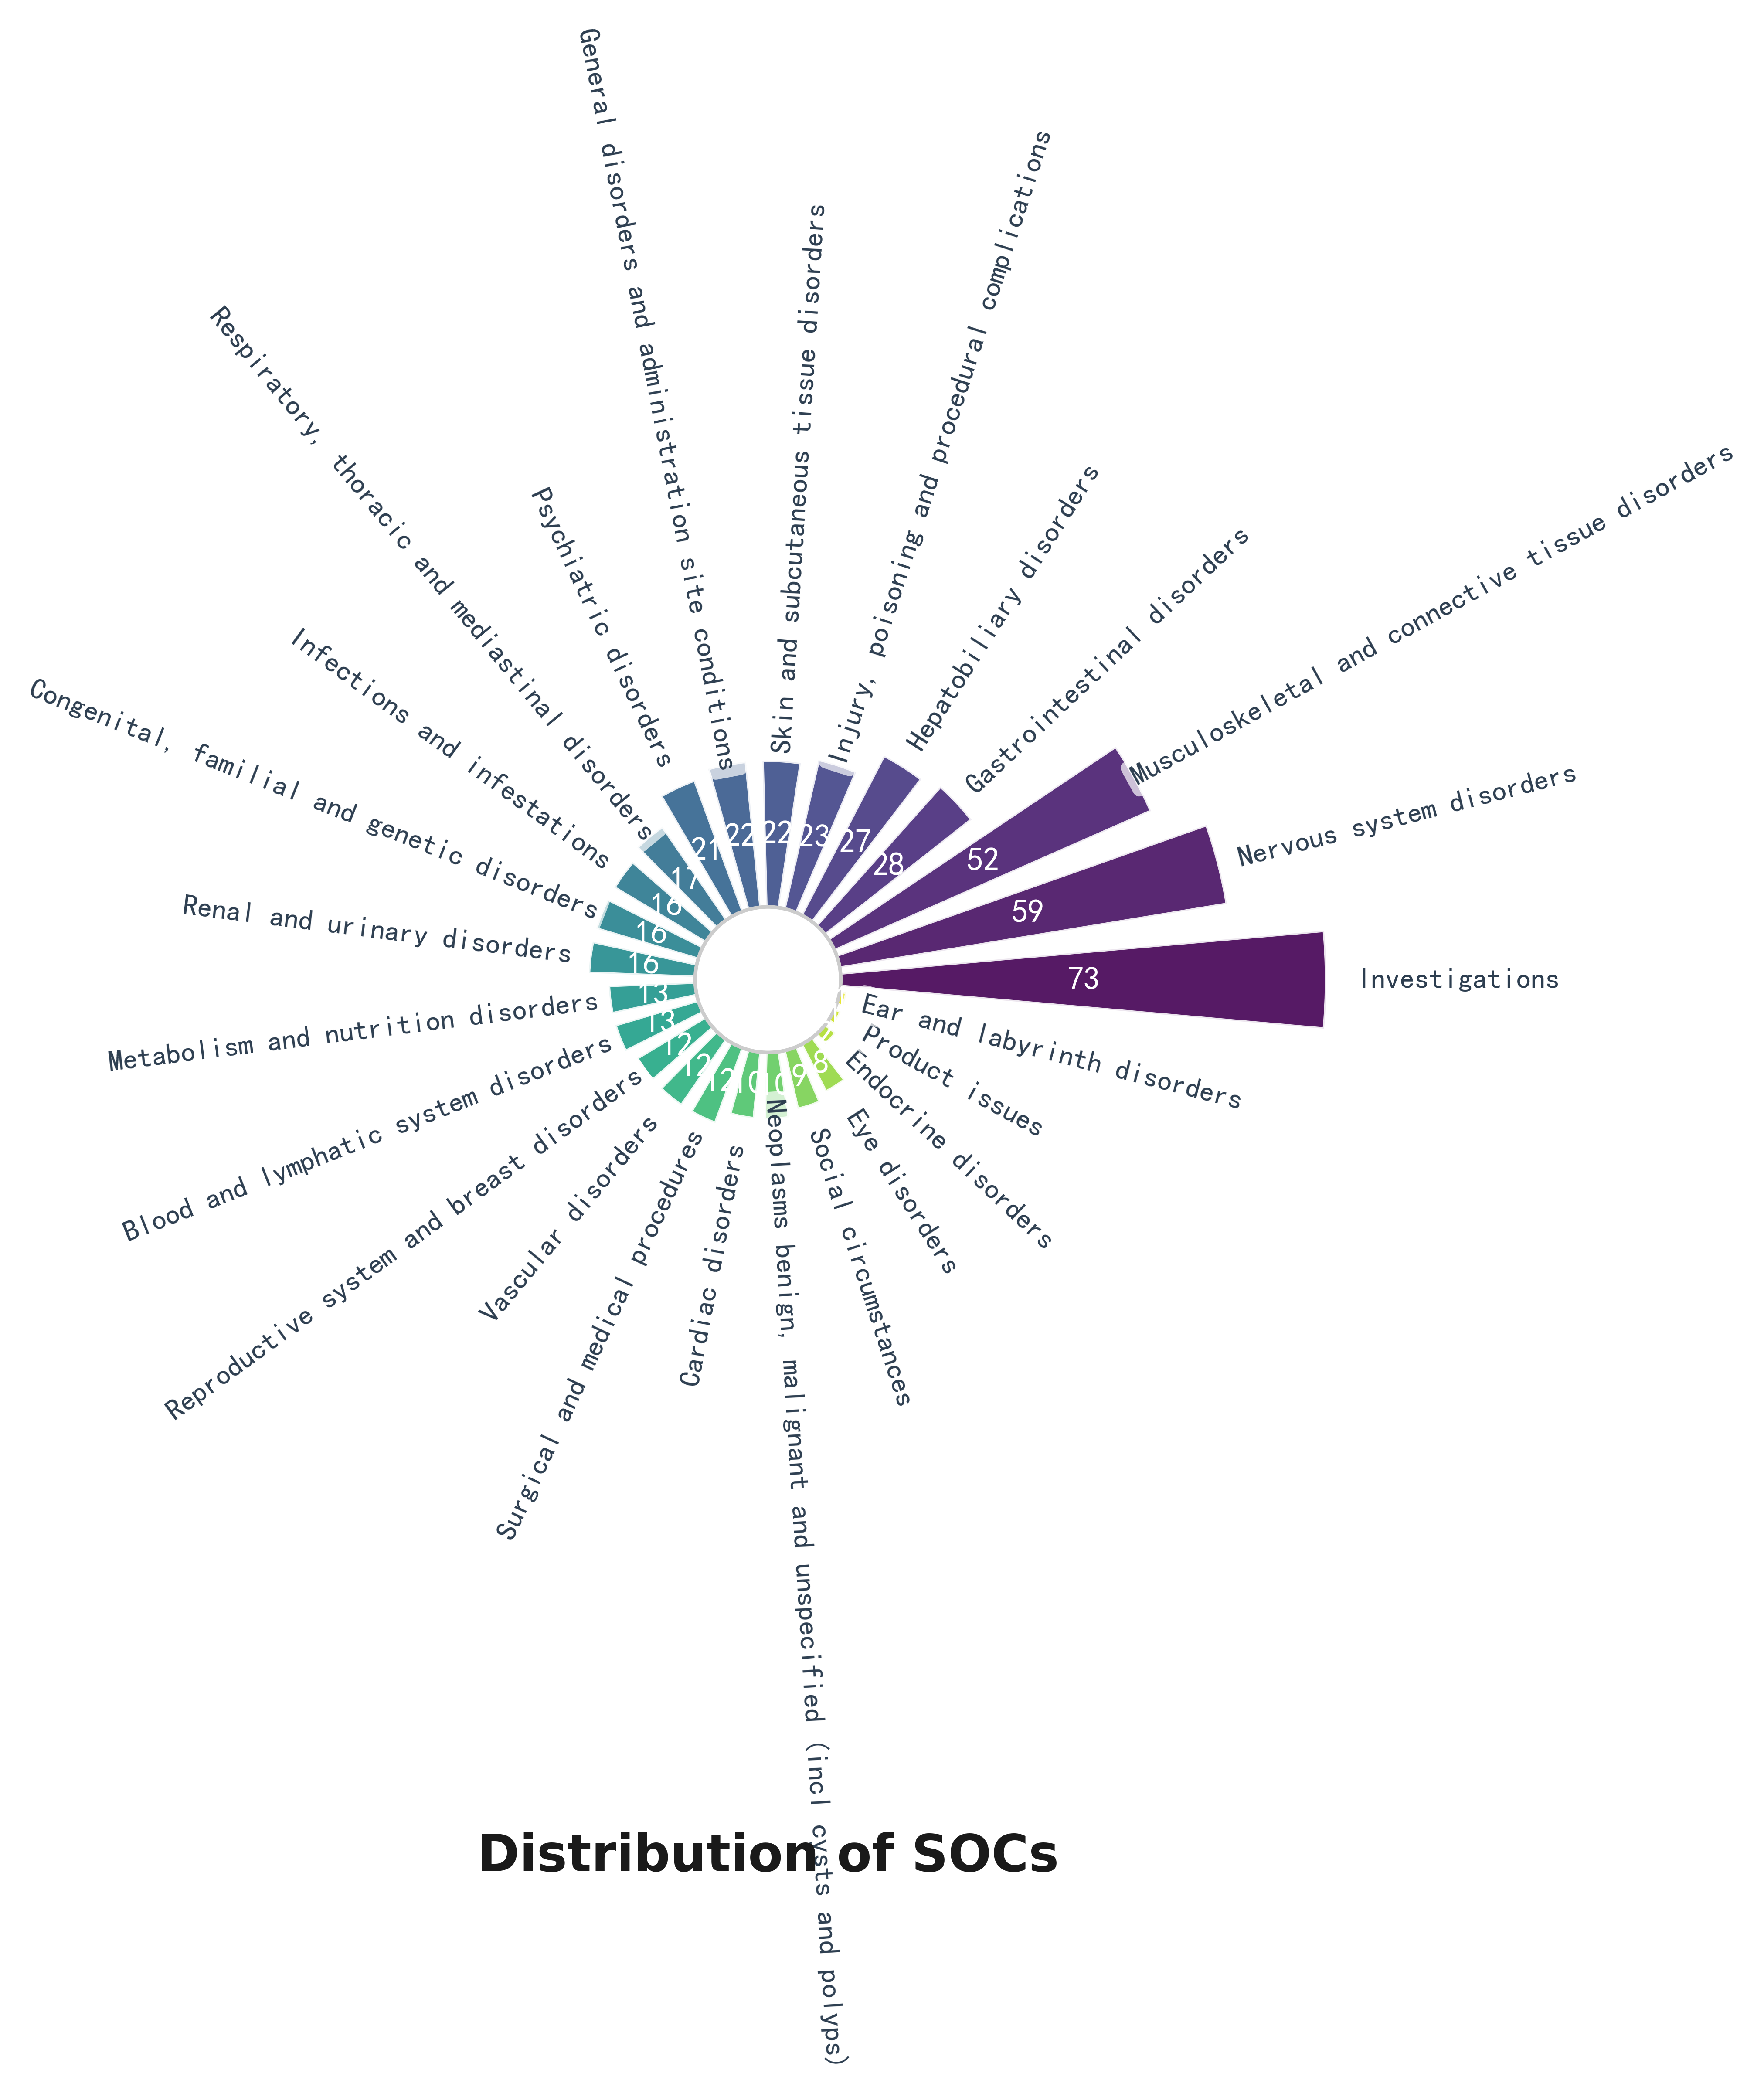 Investigations
73
Nervous system disorders
59
Musculoskeletal and connective tissue disorders
52
Gastrointestinal disorders
28
Hepatobiliary disorders
27
Injury, poisoning and procedural complications
23
Skin and subcutaneous tissue disorders
22
General disorders and administration site conditions
22
Psychiatric disorders
21
Respiratory, thoracic and mediastinal disorders
17
Infections and infestations
16
Congenital, familial and genetic disorders
16
Renal and urinary disorders
16
Metabolism and nutrition disorders
13
Blood and lymphatic system disorders
13
Reproductive system and breast disorders
12
Vascular disorders
12
Surgical and medical procedures
12
Cardiac disorders
10
Neoplasms benign, malignant and unspecified (incl cysts and polyps)
10
Social circumstances
9
Eye disorders
8
Endocrine disorders
Product issues
Ear and labyrinth disorders
Distribution of SOCs